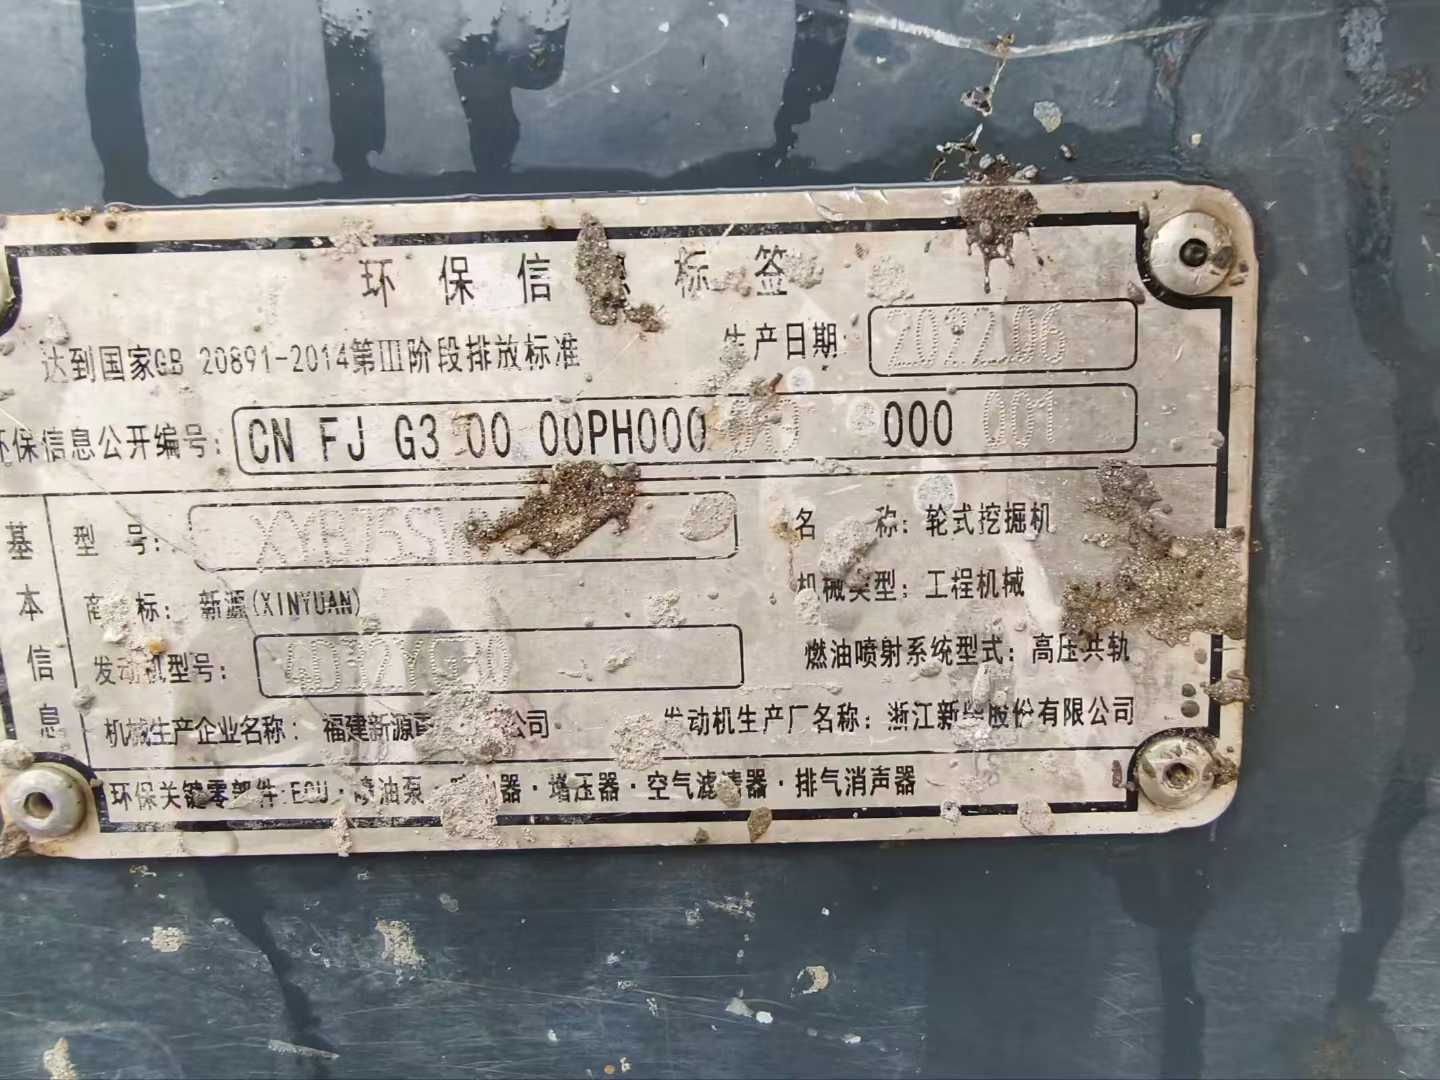 环保信息标签
达到国家GB 20891-2014第III阶段排放标准 生产日期: 2022.06
环保信息公开编号: CN FJ G3 00 00PH000 000 001
基本信息
型号: 名称: 轮式挖掘机
商标: 新源(XINYUAN) 机械类型: 工程机械
发动机型号: 燃油喷射系统型式: 高压共轨
机械生产企业名称: 福建新源 公司 发动机生产厂名称: 浙江新柴股份有限公司
环保关键零部件:ECU·喷油泵·喷油器·增压器·空气滤清器·排气消声器